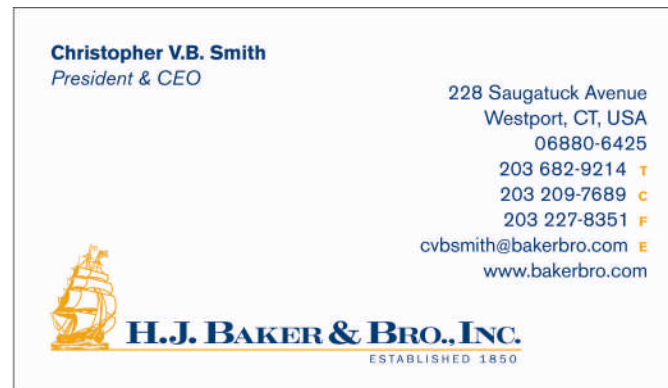 Christopher V.B. Smith
President & CEO
228 Saugatuck Avenue
Westport, CT, USA
06880-6425
203 682-9214 T
203 209-7689 C
203 227-8351 F
cvbsmith@bakerbro.com E
www.bakerbro.com
H.J. BAKER & BRO., INC.
ESTABLISHED 1850